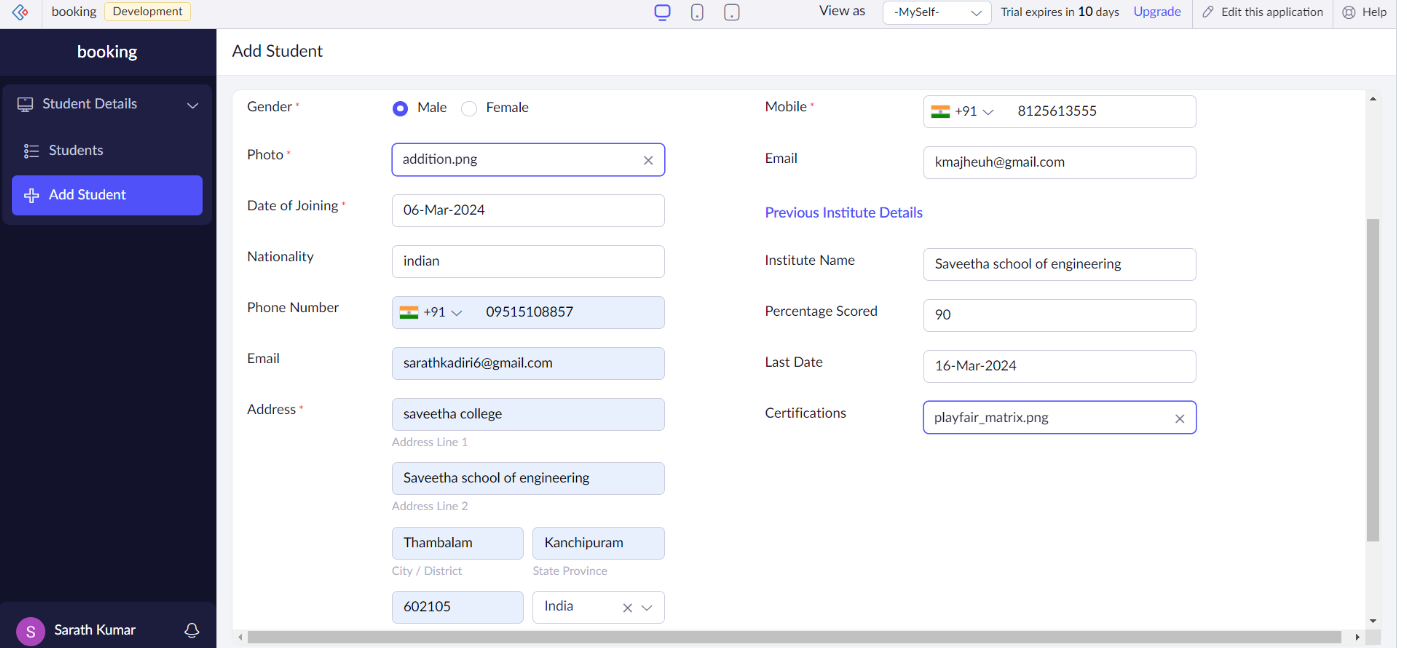 booking Development View as -MySelf- Trial expires in 10 days Upgrade Edit this application Help
booking
Student Details
Students
Add Student
Sarath Kumar
S
Add Student
Gender *
Male Female
Photo *
addition.png
Date of Joining *
06-Mar-2024
Nationality
indian
Phone Number
+91 09515108857
Email
sarathkadiri6@gmail.com
Address *
saveetha college
Address Line 1
Saveetha school of engineering
Address Line 2
Thambalam Kanchipuram
City / District State Province
602105 India
Mobile *
+91 8125613555
Email
kmajheuh@gmail.com
Previous Institute Details
Institute Name
Saveetha school of engineering
Percentage Scored
90
Last Date
16-Mar-2024
Certifications
playfair_matrix.png